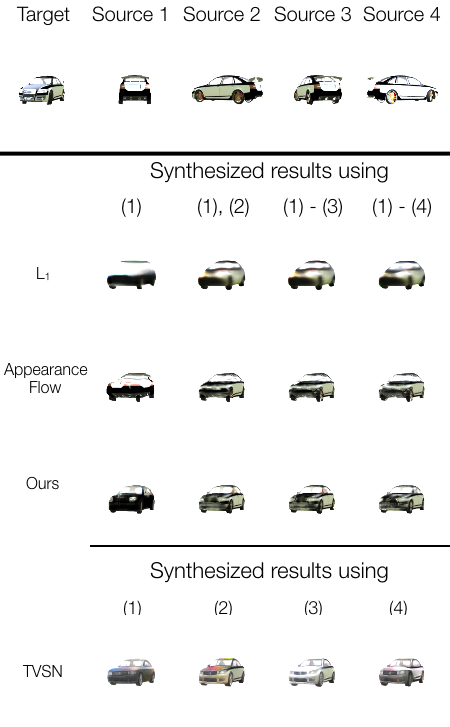 Target Source 1 Source 2 Source 3 Source 4
Synthesized results using
(1) (1), (2) (1) - (3) (1) - (4)
L₁
Appearance
Flow
Ours
Synthesized results using
(1) (2) (3) (4)
TVSN